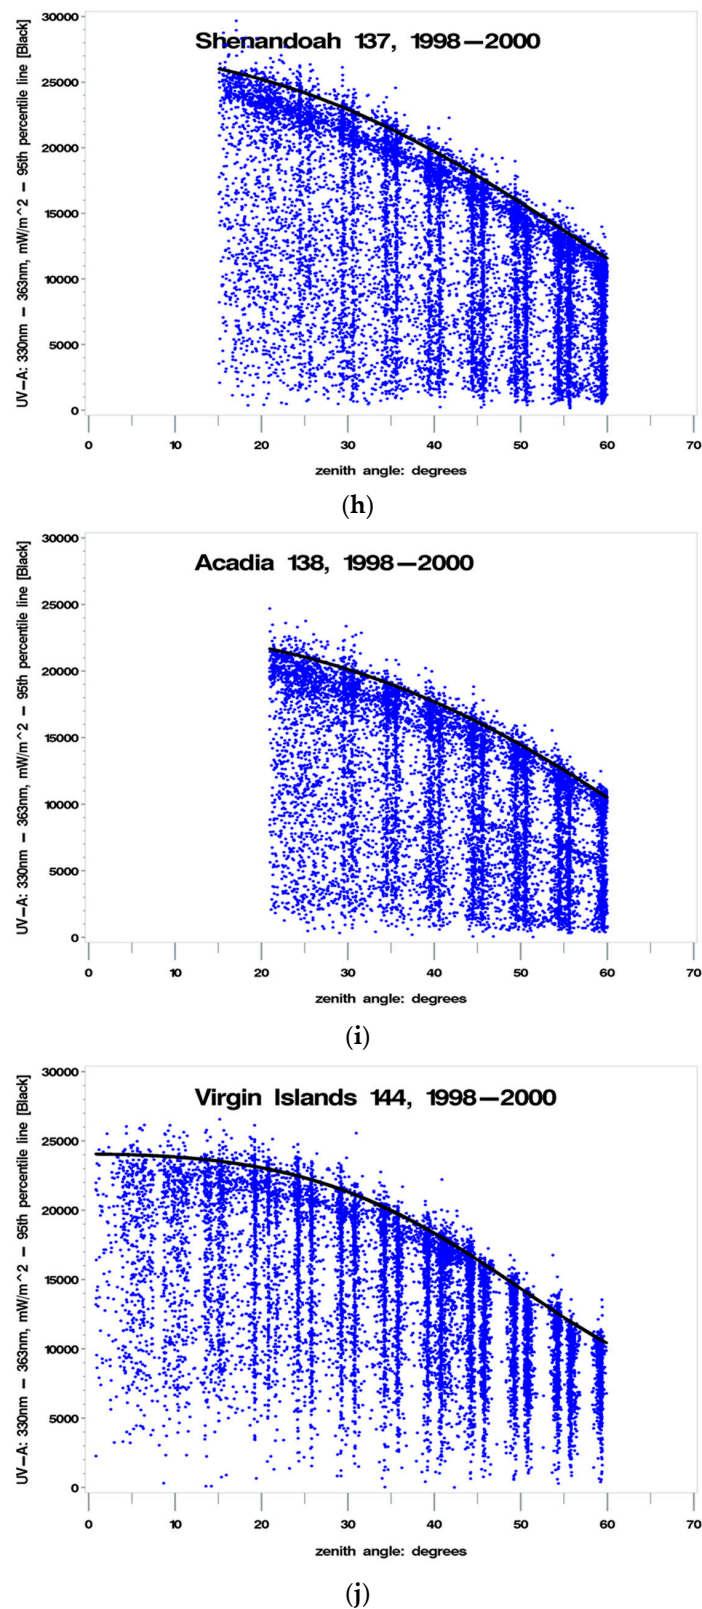 Shenandoah 137, 1998–2000
UV–A: 330nm – 363nm, mW/m^2 – 95th percentile line [Black]
30000
25000
20000
15000
10000
5000
0
0 10 20 30 40 50 60 70
zenith angle: degrees
(h)
Acadia 138, 1998–2000
UV–A: 330nm – 363nm, mW/m^2 – 95th percentile line [Black]
30000
25000
20000
15000
10000
5000
0
0 10 20 30 40 50 60 70
zenith angle: degrees
(i)
Virgin Islands 144, 1998–2000
UV–A: 330nm – 363nm, mW/m^2 – 95th percentile line [Black]
30000
25000
20000
15000
10000
5000
0
0 10 20 30 40 50 60 70
zenith angle: degrees
(j)